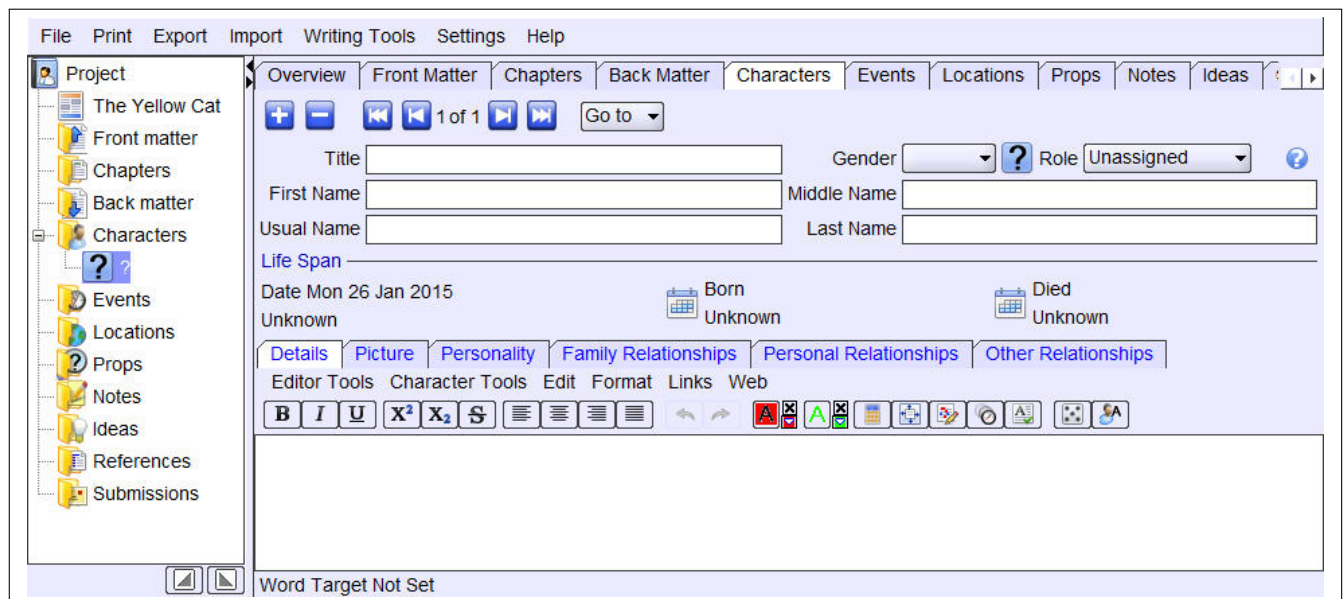 File Print Export Import Writing Tools Settings Help
Project
The Yellow Cat
Front matter
Chapters
Back matter
Characters
?
?
Events
Locations
Props
Notes
Ideas
References
Submissions
Overview Front Matter Chapters Back Matter Characters Events Locations Props Notes Ideas
1 of 1 Go to
Title Gender ? Role Unassigned ?
First Name Middle Name
Usual Name Last Name
Life Span
Date Mon 26 Jan 2015 Born Died
Unknown Unknown Unknown
Details Picture Personality Family Relationships Personal Relationships Other Relationships
Editor Tools Character Tools Edit Format Links Web
B I U X² X₂ S A A A A
Word Target Not Set